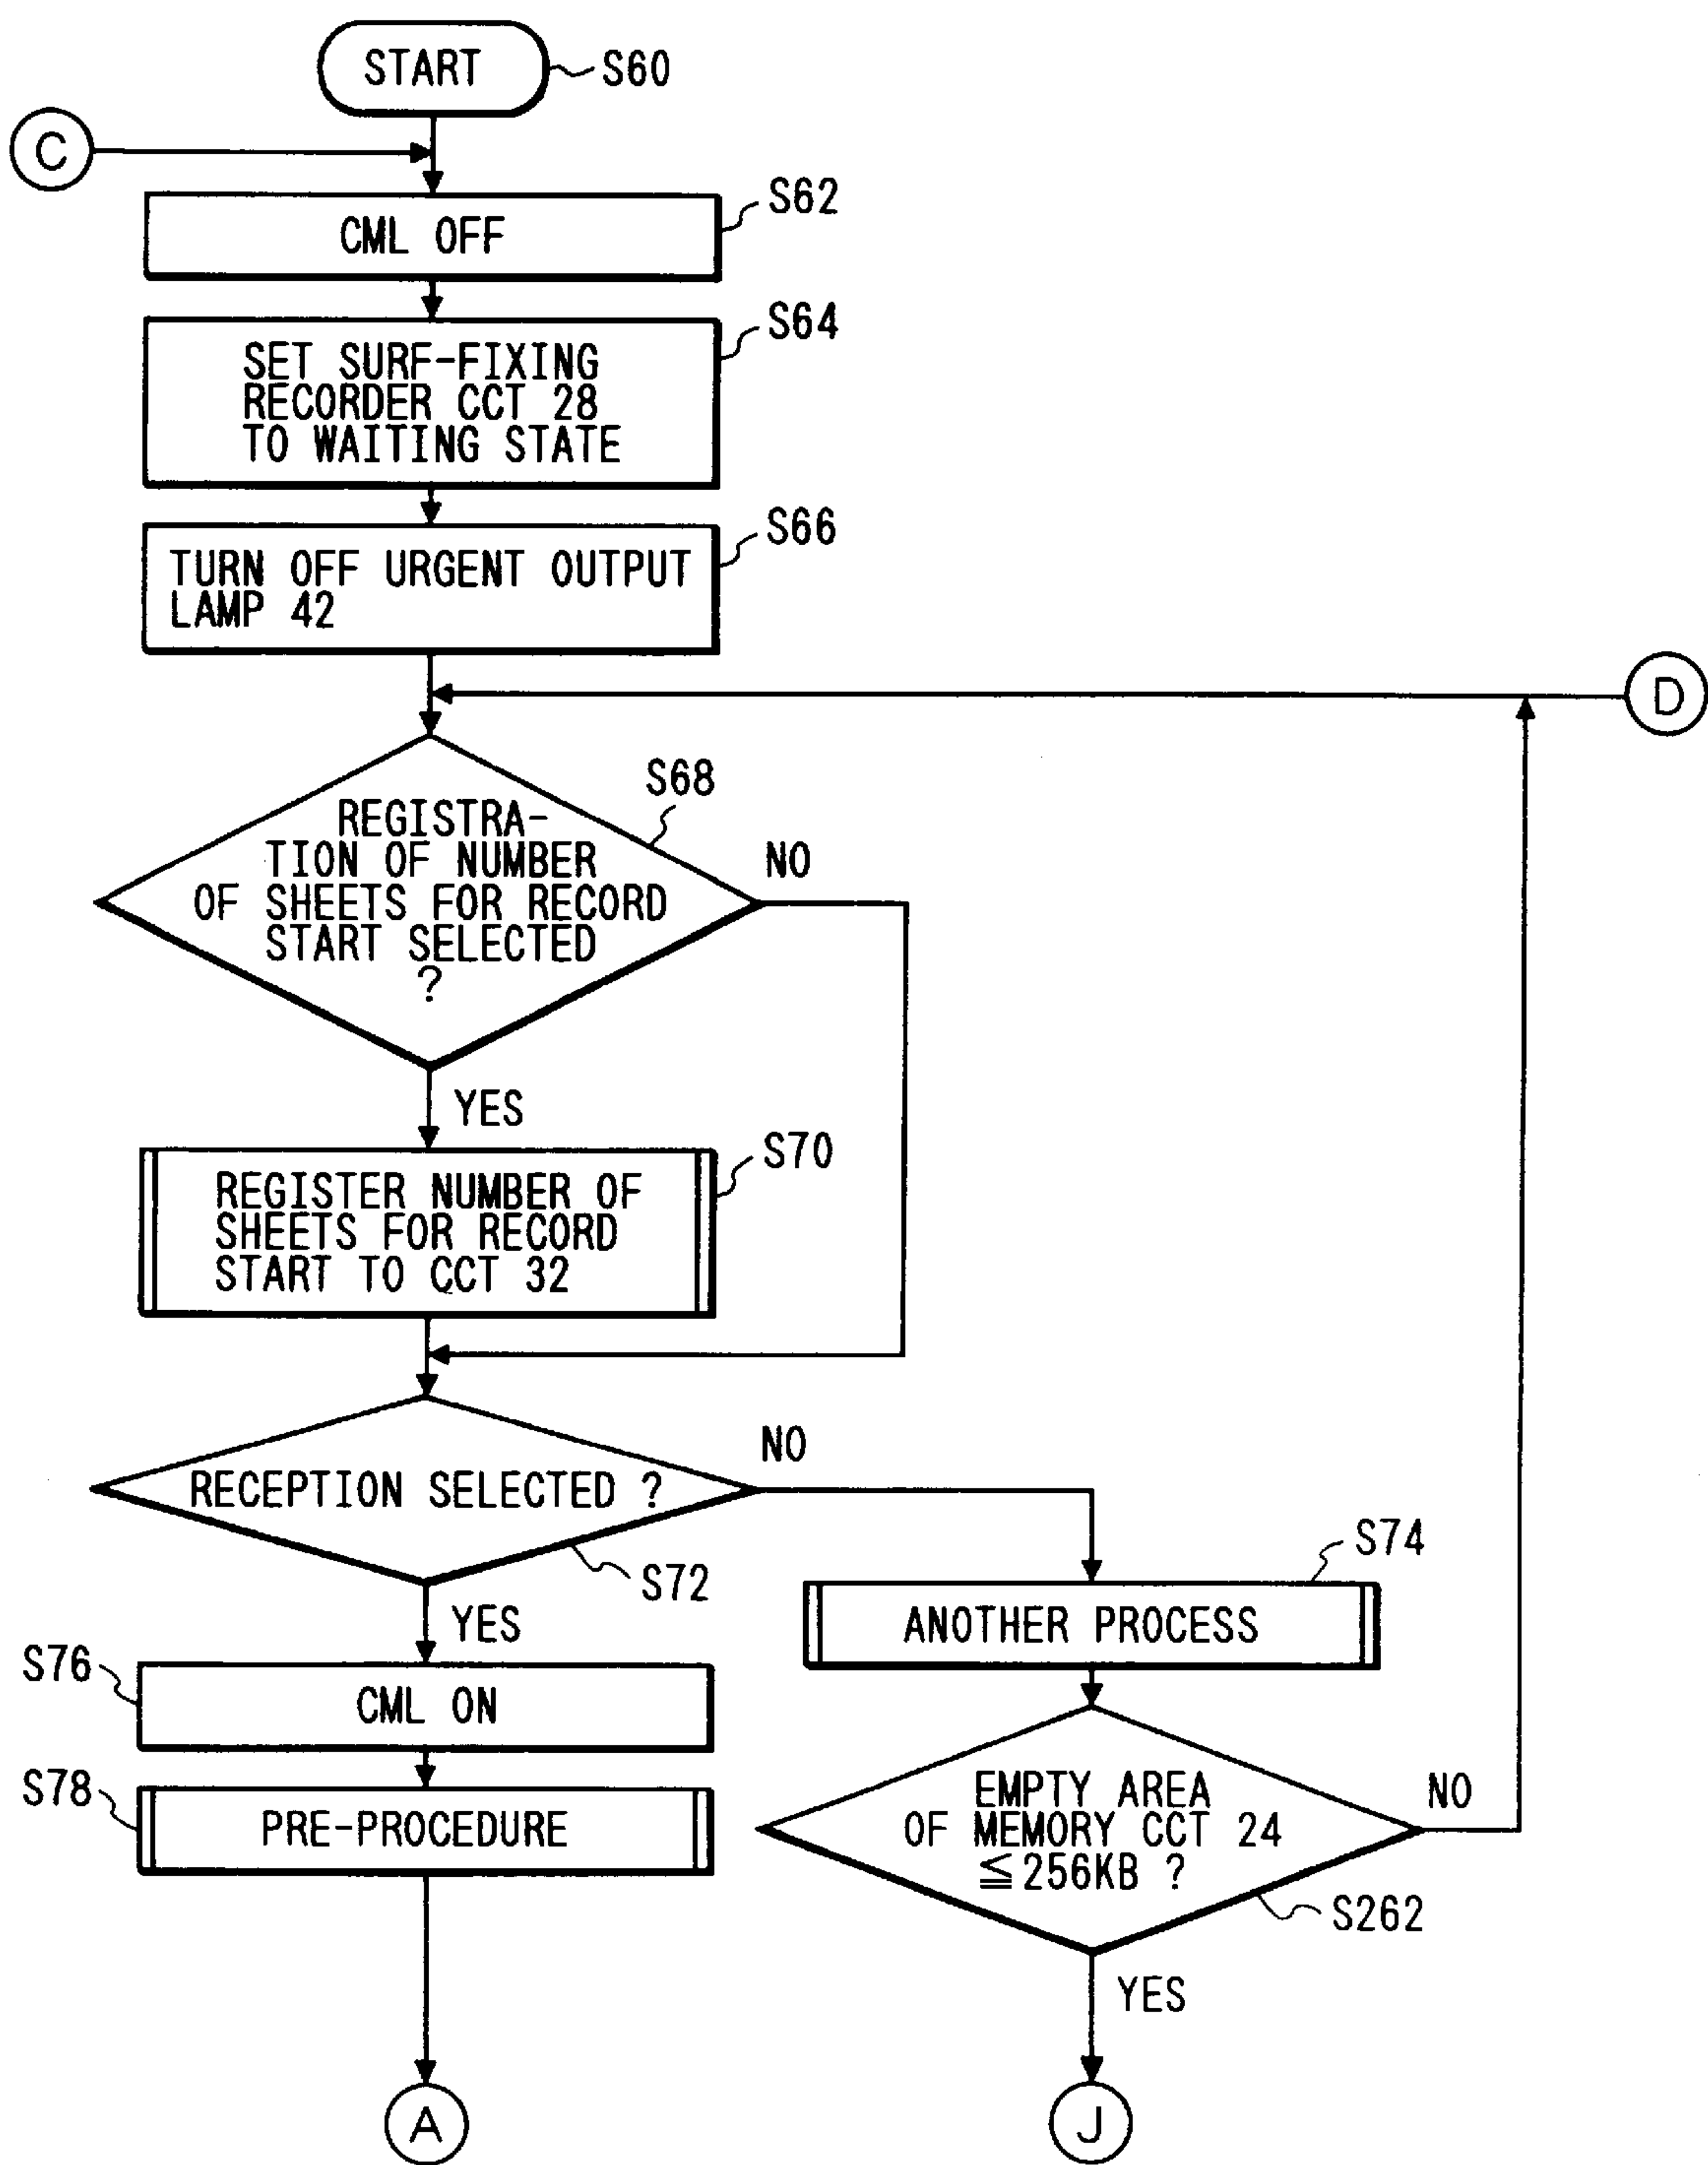 START
S60
C
S62
CML OFF
S64
SET SURF-FIXING
RECORDER CCT 28
TO WAITING STATE
S66
TURN OFF URGENT OUTPUT
LAMP 42
D
S68
REGISTRA-
TION OF NUMBER
OF SHEETS FOR RECORD
START SELECTED
?
NO
YES
S70
REGISTER NUMBER OF
SHEETS FOR RECORD
START TO CCT 32
RECEPTION SELECTED ?
NO
S72
YES
S74
ANOTHER PROCESS
S76
CML ON
S78
PRE-PROCEDURE
EMPTY AREA
OF MEMORY CCT 24
≦256KB ?
NO
S262
YES
A
J